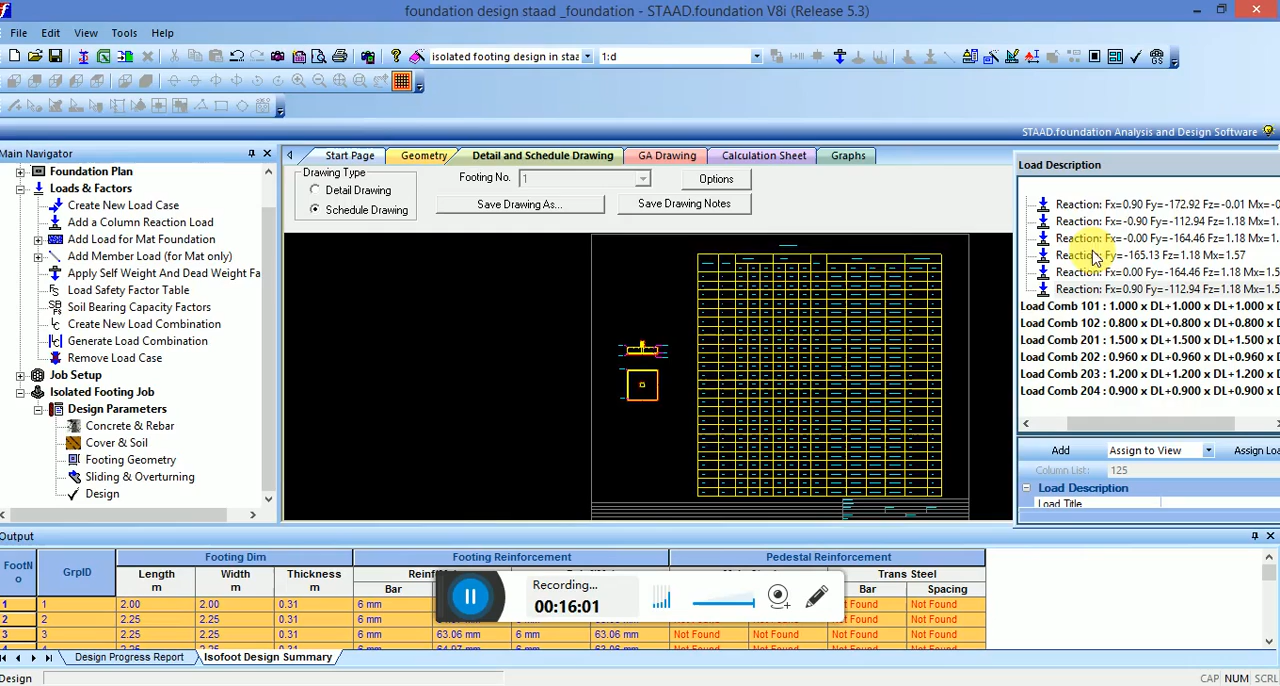 foundation design staad _foundation - STAAD.foundation V8i (Release 5.3)
File Edit View Tools Help
isolated footing design in staa 1:d
STAAD.foundation Analysis and Design Software
Main Navigator
Foundation Plan
Loads & Factors
Create New Load Case
Add a Column Reaction Load
Add Load for Mat Foundation
Add Member Load (for Mat only)
Apply Self Weight And Dead Weight Fa
Load Safety Factor Table
Soil Bearing Capacity Factors
Create New Load Combination
Generate Load Combination
Remove Load Case
Job Setup
Isolated Footing Job
Design Parameters
Concrete & Rebar
Cover & Soil
Footing Geometry
Sliding & Overturning
Design
Start Page Geometry Detail and Schedule Drawing GA Drawing Calculation Sheet Graphs
Drawing Type
Detail Drawing
Schedule Drawing
Footing No. 1 Options
Save Drawing As... Save Drawing Notes
Load Description
Reaction: Fx=0.90 Fy=-172.92 Fz=-0.01 Mx=-0
Reaction: Fx=-0.90 Fy=-112.94 Fz=1.18 Mx=1.
Reaction: Fx=-0.00 Fy=-164.46 Fz=1.18 Mx=1.
Reaction: Fy=-165.13 Fz=1.18 Mx=1.57
Reaction: Fx=0.00 Fy=-164.46 Fz=1.18 Mx=1.5
Reaction: Fx=0.90 Fy=-112.94 Fz=1.18 Mx=1.
Load Comb 101 : 1.000 x DL+1.000 x DL+1.000
Load Comb 102 : 0.800 x DL+0.800 x DL+0.800
Load Comb 201 : 1.500 x DL+1.500 x DL+1.500
Load Comb 202 : 0.960 x DL+0.960 x DL+0.960
Load Comb 203 : 1.200 x DL+1.200 x DL+1.200
Load Comb 204 : 0.900 x DL+0.900 x DL+0.900
Add Assign to View Assign Loa
Column List: 125
Load Description
Load Title
Output
FootN
o
GrpID
Footing Dim Footing Reinforcement Pedestal Reinforcement
Length
m
Width
m
Thickness
m
Bar
Trans Steel
Bar Spacing
1 1 2.00 2.00 0.31 6 mm Not Found Not Found
2 2 2.25 2.25 0.31 6 mm Not Found Not Found
3 3 2.25 2.25 0.31 6 mm 63.06 mm 6 mm 63.06 mm Not Found Not Found Not Found Not Found
Recording...
00:16:01
Design Progress Report Isofoot Design Summary
Design CAP NUM SCRL